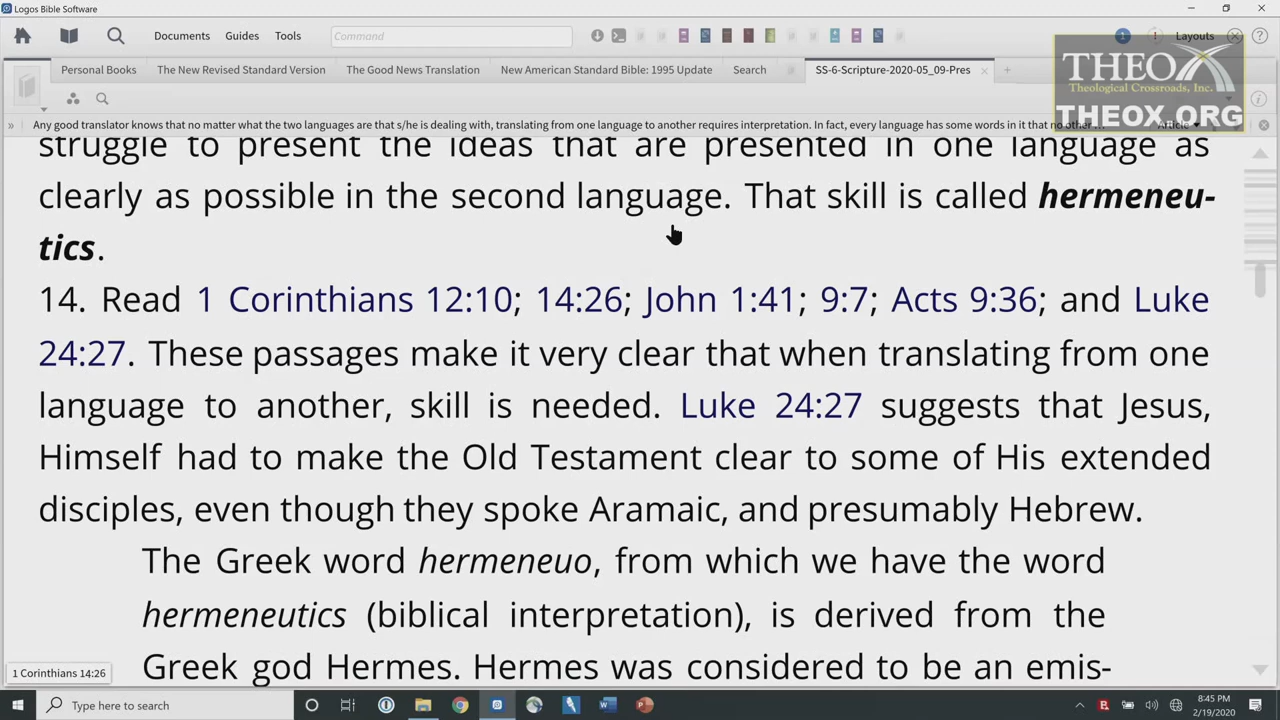 Logos Bible Software
Documents Guides Tools Command Layouts
Personal Books The New Revised Standard Version The Good News Translation New American Standard Bible: 1995 Update Search SS-6-Scripture-2020-05_09-Pres
THEOX
Theological Crossroads, Inc.
THEOX.ORG
Any good translator knows that no matter what the two languages are that s/he is dealing with, translating from one language to another requires interpretation. In fact, every language has some words in it that no other ... Article
struggle to present the ideas that are presented in one language as
clearly as possible in the second language. That skill is called hermeneu-
tics.
14. Read 1 Corinthians 12:10; 14:26; John 1:41; 9:7; Acts 9:36; and Luke
24:27. These passages make it very clear that when translating from one
language to another, skill is needed. Luke 24:27 suggests that Jesus,
Himself had to make the Old Testament clear to some of His extended
disciples, even though they spoke Aramaic, and presumably Hebrew.
The Greek word hermeneuo, from which we have the word
hermeneutics (biblical interpretation), is derived from the
Greek god Hermes. Hermes was considered to be an emis-
1 Corinthians 14:26
Type here to search
8:45 PM
2/19/2020